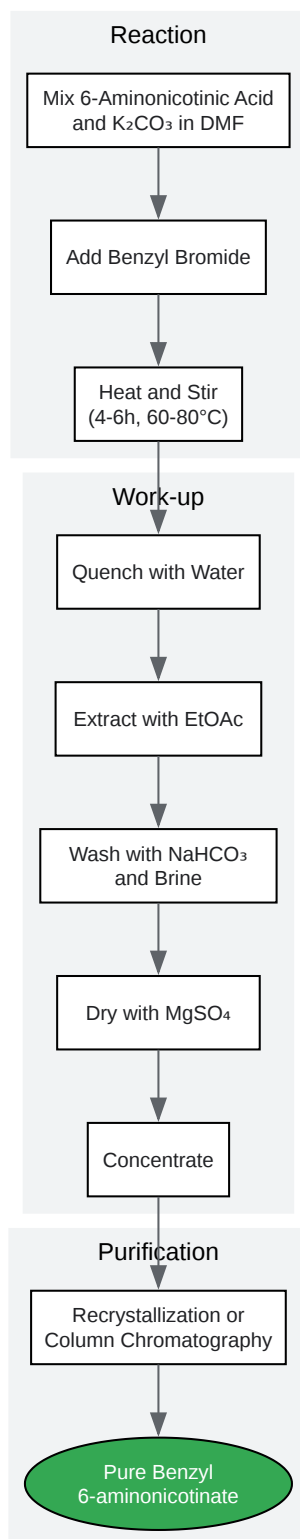 Reaction
Mix 6-Aminonicotinic Acid
and K₂CO₃ in DMF
Add Benzyl Bromide
Heat and Stir
(4-6h, 60-80°C)
Work-up
Quench with Water
Extract with EtOAc
Wash with NaHCO₃
and Brine
Dry with MgSO₄
Concentrate
Purification
Recrystallization or
Column Chromatography
Pure Benzyl
6-aminonicotinate